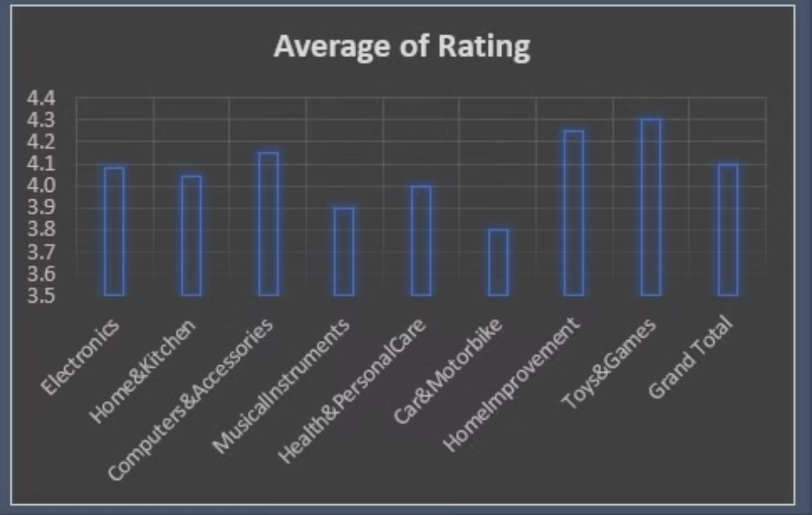 Average of Rating
4.4
4.3
4.2
4.1
4.0
3.9
3.8
3.7
3.6
3.5
Electronics
Home&Kitchen
Computers&Accessories
MusicalInstruments
Health&PersonalCare
Car&Motorbike
HomeImprovement
Toys&Games
Grand Total